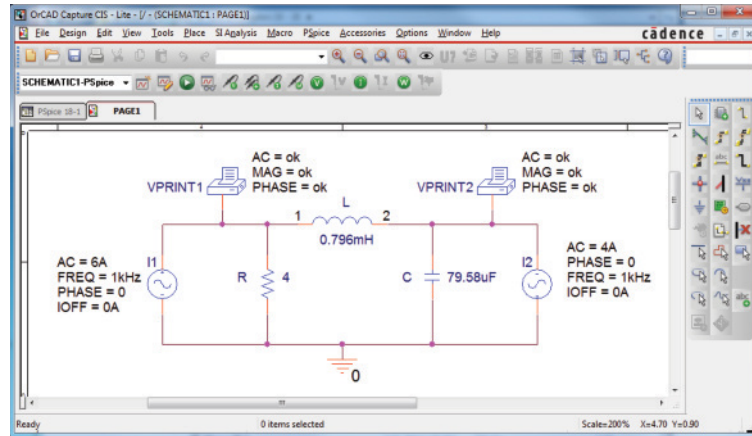 OrCAD Capture CIS - Lite - [/ - (SCHEMATIC1 : PAGE1)]
File Design Edit View Tools Place SI Analysis Macro PSpice Accessories Options Window Help
cādence
SCHEMATIC1-PSpice
PSpice 18-1 PAGE1
AC = ok
MAG = ok
PHASE = ok
VPRINT1
AC = ok
MAG = ok
PHASE = ok
VPRINT2
L
1 2
0.796mH
AC = 6A
FREQ = 1kHz
PHASE = 0
IOFF = 0A
I1
R 4
C 79.58uF
I2
AC = 4A
PHASE = 0
FREQ = 1kHz
IOFF = 0A
0
Ready 0 items selected Scale=200% X=4.70 Y=0.90